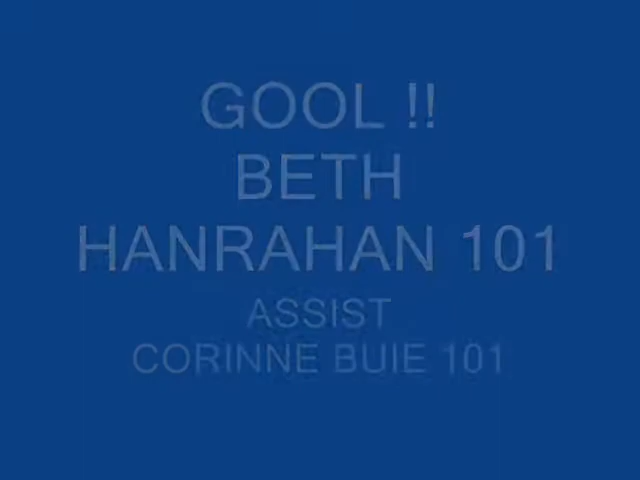 GOOL !!
BETH
HANRAHAN 101
ASSIST
CORINNE BUIE 101